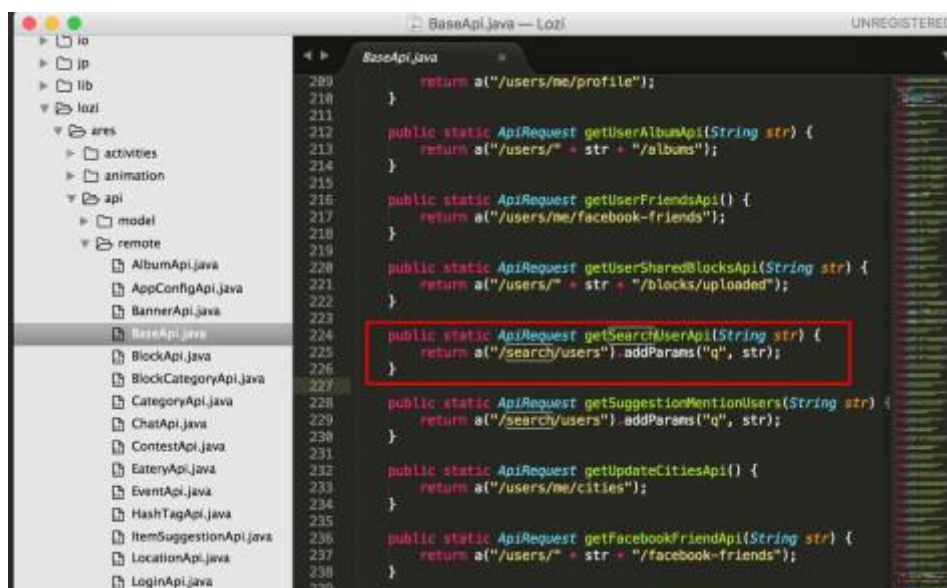 BaseApi.java — Lozi
UNREGISTERED
io
jp
lib
lozi
ares
activities
animation
api
model
remote
AlbumApi.java
AppConfigApi.java
BannerApi.java
BaseApi.java
BlockApi.java
BlockCategoryApi.java
CategoryApi.java
ChatApi.java
ContestApi.java
EateryApi.java
EventApi.java
HashTagApi.java
ItemSuggestionApi.java
LocationApi.java
LoginApi.java
BaseApi.java
209 return a("/users/me/profile");
210 }
211
212 public static ApiRequest getUserAlbumApi(String str) {
213 return a("/users/" + str + "/albums");
214 }
215
216 public static ApiRequest getUserFriendsApi() {
217 return a("/users/me/facebook-friends");
218 }
219
220 public static ApiRequest getUserSharedBlocksApi(String str) {
221 return a("/users/" + str + "/blocks/uploaded");
222 }
223
224 public static ApiRequest getSearchUserApi(String str) {
225 return a("/search/users").addParams("q", str);
226 }
227
228 public static ApiRequest getSuggestionMentionUsers(String str) {
229 return a("/search/users").addParams("q", str);
230 }
231
232 public static ApiRequest getUpdateCitiesApi() {
233 return a("/users/me/cities");
234 }
235
236 public static ApiRequest getFacebookFriendApi(String str) {
237 return a("/users/" + str + "/facebook-friends");
238 }